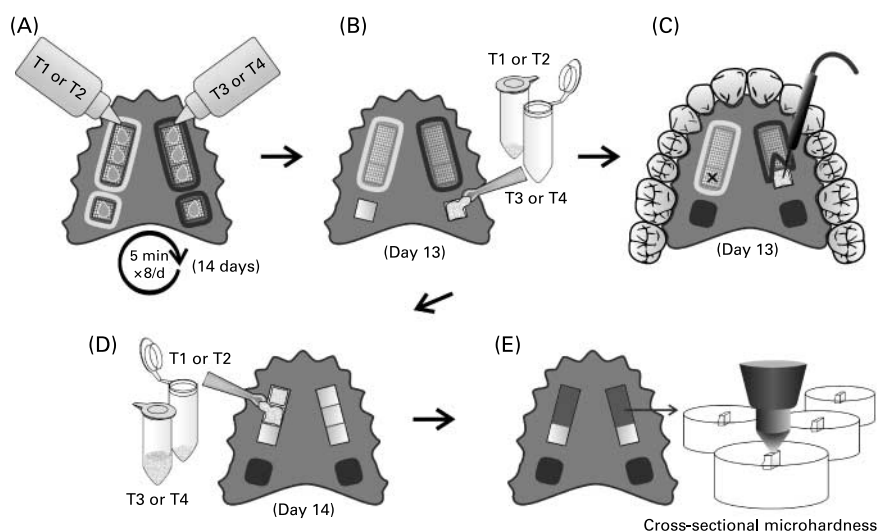 (A)
T1 or T2
T3 or T4
5 min
×8/d
(14 days)
(B)
T1 or T2
T3 or T4
(Day 13)
(C)
(Day 13)
(D)
T1 or T2
T3 or T4
(Day 14)
(E)
Cross-sectional microhardness